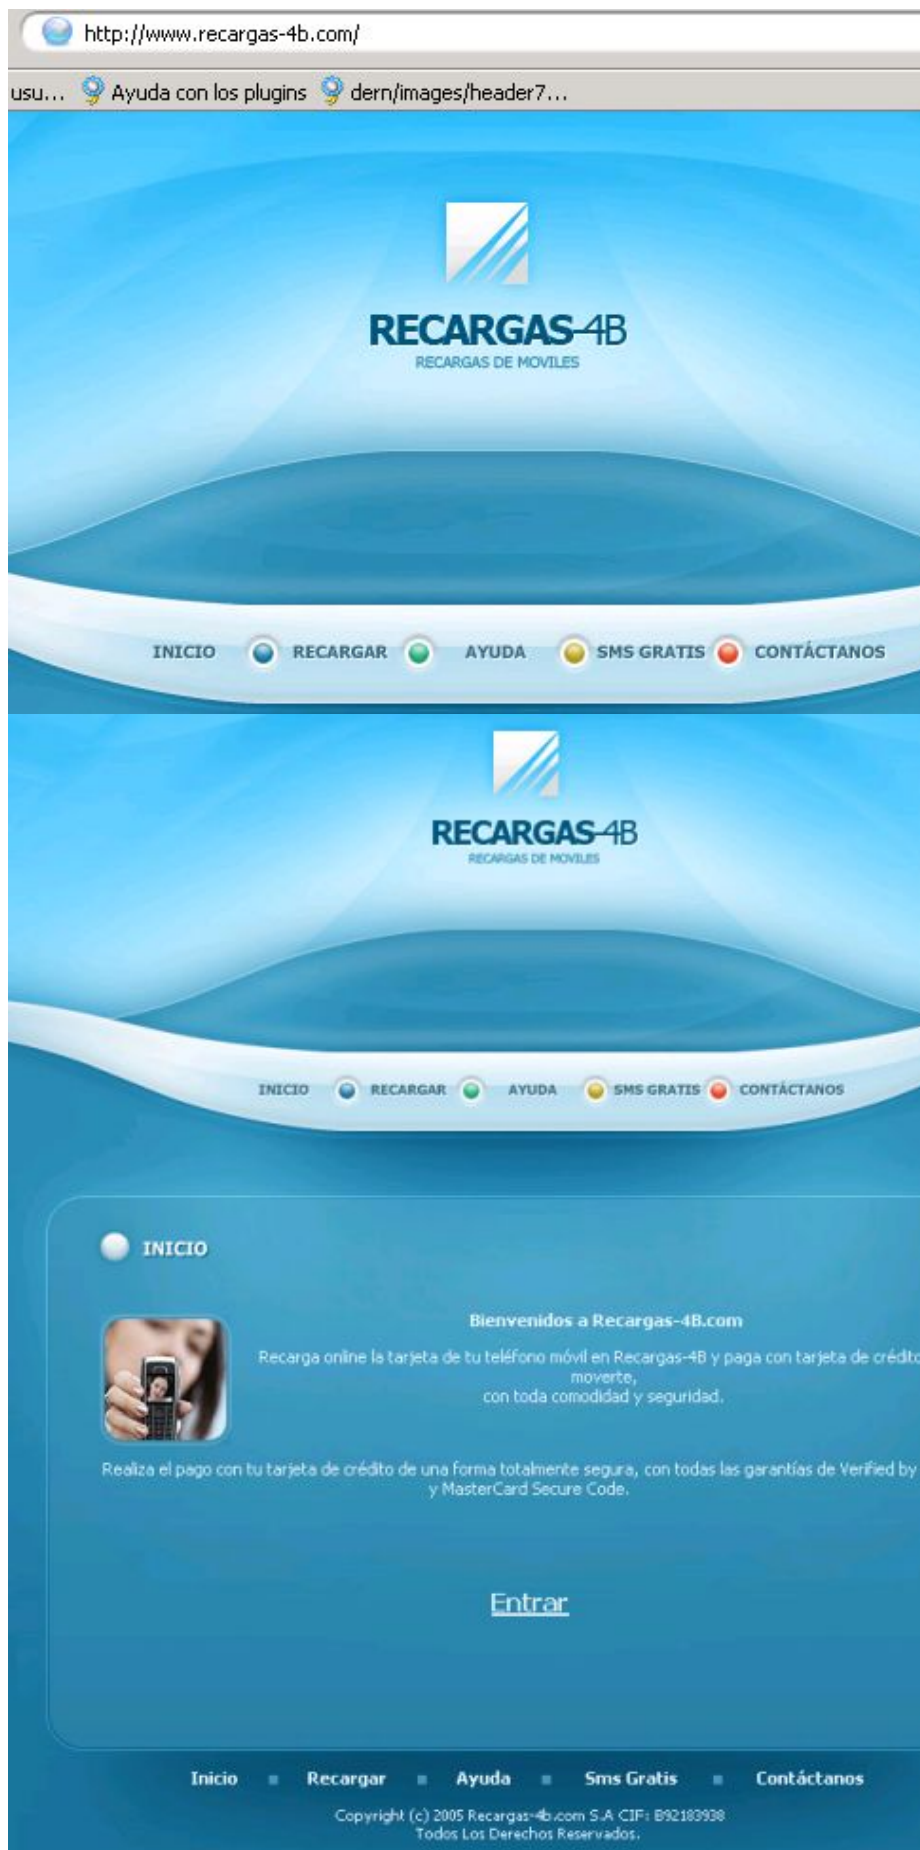 http://www.recargas-4b.com/
usu... Ayuda con los plugins dern/images/header7...
RECARGAS-4B
RECARGAS DE MOVILES
INICIO RECARGAR AYUDA SMS GRATIS CONTÁCTANOS
RECARGAS-4B
RECARGAS DE MOVILES
INICIO RECARGAR AYUDA SMS GRATIS CONTÁCTANOS
INICIO
Bienvenidos a Recargas-4B.com
Recarga online la tarjeta de tu teléfono móvil en Recargas-4B y paga con tarjeta de crédito
moverte,
con toda comodidad y seguridad.
Realiza el pago con tu tarjeta de crédito de una forma totalmente segura, con todas las garantías de Verified by
y MasterCard Secure Code.
Entrar
Inicio Recargar Ayuda Sms Gratis Contáctanos
Copyright (c) 2005 Recargas-4b.com S.A CIF: B92183938
Todos Los Derechos Reservados.